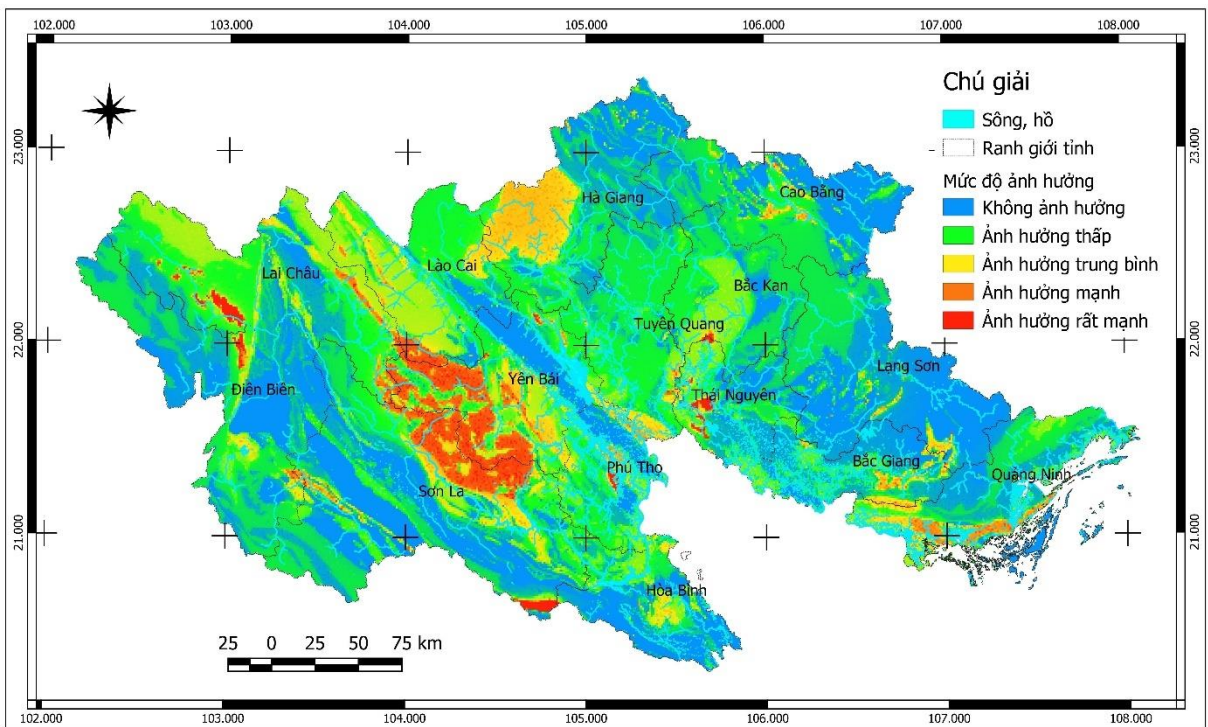 102.000 103.000 104.000 105.000 106.000 107.000 108.000
Chú giải
Sông, hồ
Ranh giới tỉnh
Mức độ ảnh hưởng
Không ảnh hưởng
Ảnh hưởng thấp
Ảnh hưởng trung bình
Ảnh hưởng mạnh
Ảnh hưởng rất mạnh
23.000 23.000
Hà Giang
Cao Bằng
Lai Châu
Lào Cai
Bắc Kan
Tuyên Quang
22.000 22.000
Lạng Sơn
Điên Biên
Yên Bái
Thái Nguyên
Phú Thọ
Bắc Giang
Quảng Ninh
Sơn La
21.000 21.000
Hòa Bình
25 0 25 50 75 km
102.000 103.000 104.000 105.000 106.000 107.000 108.000